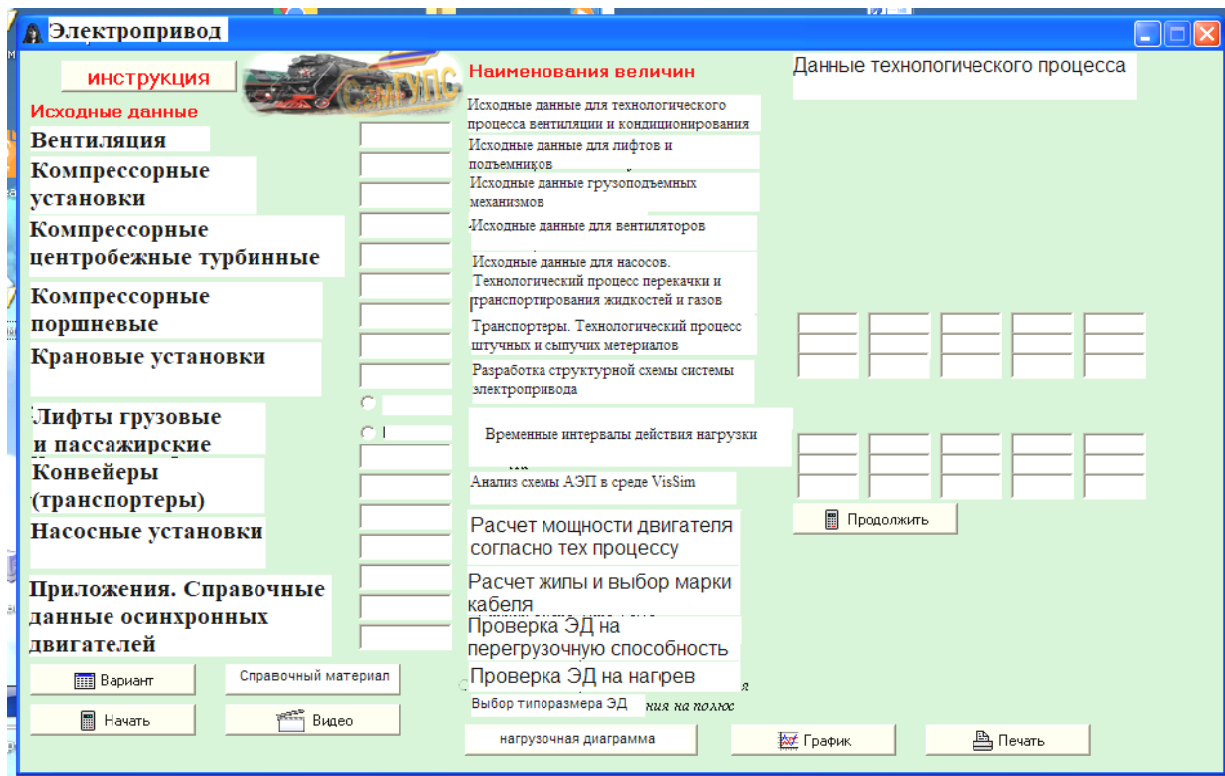 Электропривод
инструкция
СамГУПС
Исходные данные
Вентиляция
Компрессорные
установки
Компрессорные
центробежные турбинные
Компрессорные
поршневые
Крановые установки
Лифты грузовые
и пассажирские
Конвейеры
(транспортеры)
Насосные установки
Приложения. Справочные
данные осинхронных
двигателей
Вариант
Справочный материал
Начать
Видео
Наименования величин
Исходные данные для технологического
процесса вентиляции и кондиционирования
Исходные данные для лифтов и
подъемников
Исходные данные грузоподъемных
механизмов
Исходные данные для вентиляторов
Исходные данные для насосов.
Технологический процесс перекачки и
транспортирования жидкостей и газов
Транспортеры. Технологический процесс
штучных и сыпучих метериалов
Разработка структурной схемы системы
электропривода
Временные интервалы действия нагрузки
Анализ схемы АЭП в среде VisSim
Расчет мощности двигателя
согласно тех процессу
Расчет жилы и выбор марки
кабеля
Проверка ЭД на
перегрузочную способность
Проверка ЭД на нагрев
Выбор типоразмера ЭД
ния на полюс
нагрузочная диаграмма
График
Печать
Данные технологического процесса
Продолжить